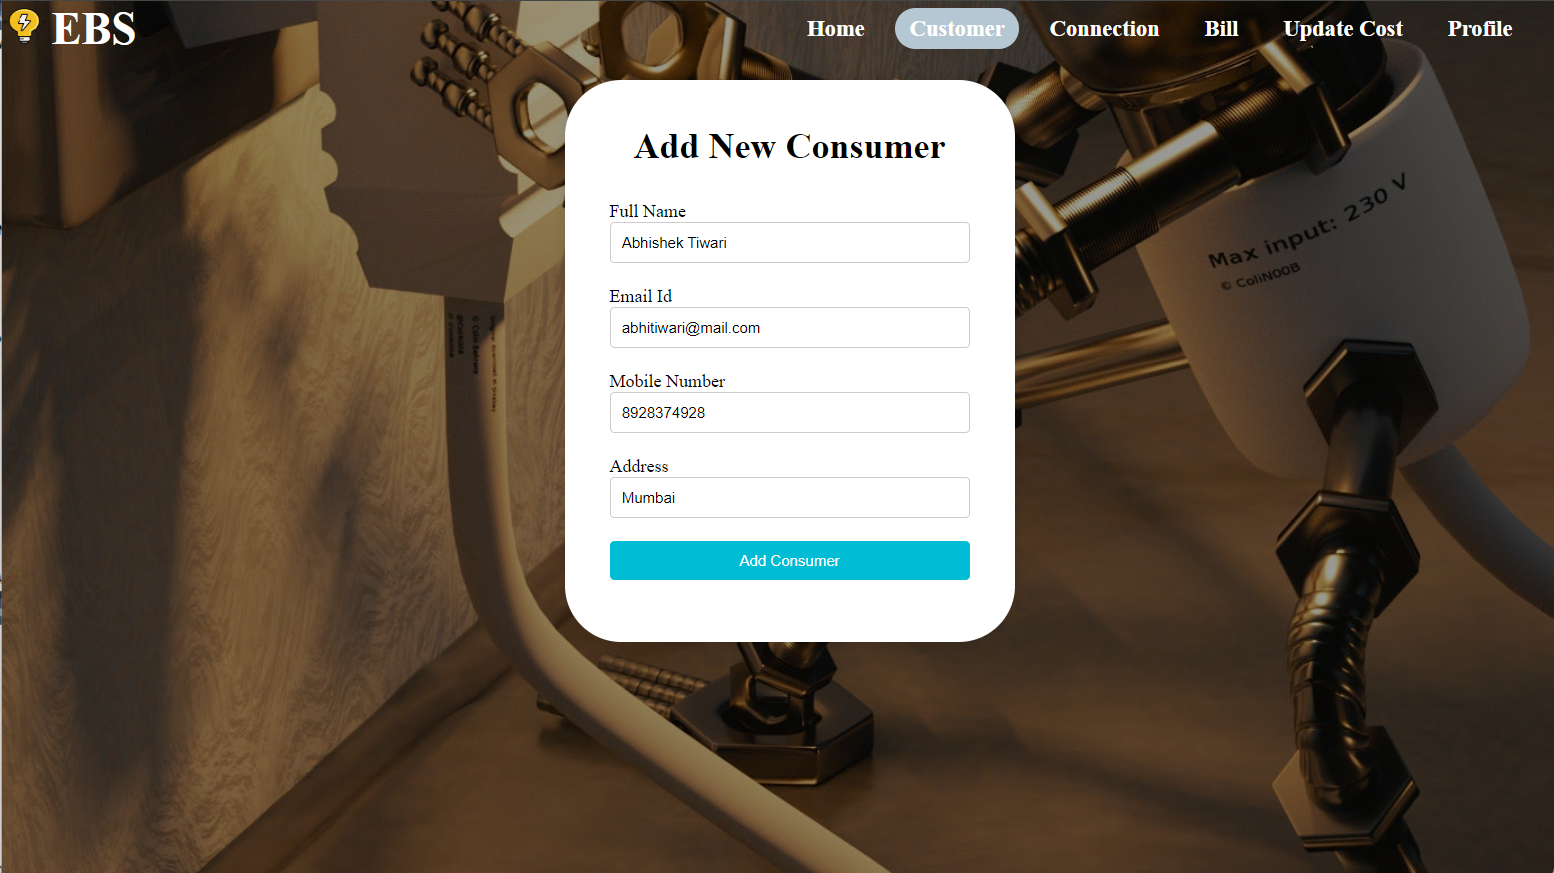 EBS
Home Customer Connection Bill Update Cost Profile
Add New Consumer
Full Name
Abhishek Tiwari
Email Id
abhitiwari@mail.com
Mobile Number
8928374928
Address
Mumbai
Add Consumer
Max input: 230 V
© ColiN00B